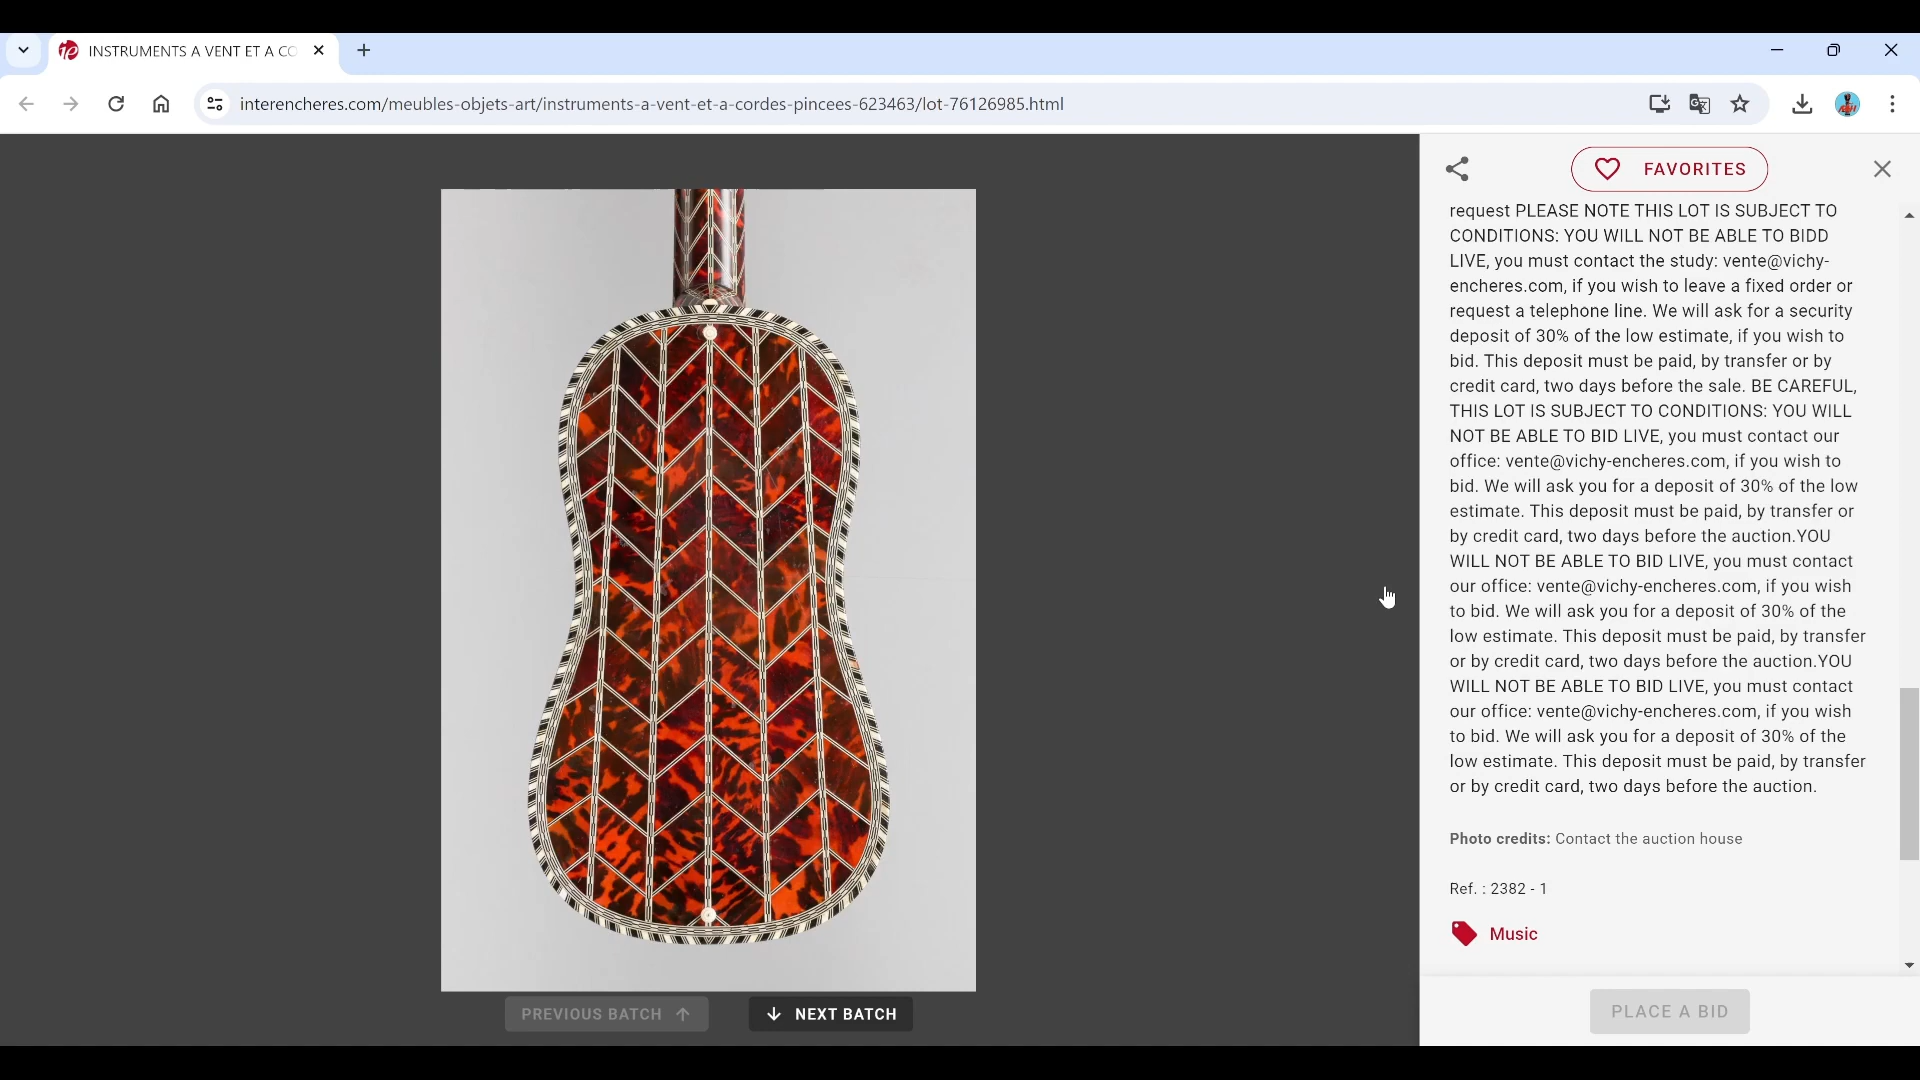 INSTRUMENTS A VENT ET A CO
interencheres.com/meubles-objets-art/instruments-a-vent-et-a-cordes-pincees-623463/lot-76126985.html
FAVORITES
request PLEASE NOTE THIS LOT IS SUBJECT TO
CONDITIONS: YOU WILL NOT BE ABLE TO BIDD
LIVE, you must contact the study: vente@vichy-
encheres.com, if you wish to leave a fixed order or
request a telephone line. We will ask for a security
deposit of 30% of the low estimate, if you wish to
bid. This deposit must be paid, by transfer or by
credit card, two days before the sale. BE CAREFUL,
THIS LOT IS SUBJECT TO CONDITIONS: YOU WILL
NOT BE ABLE TO BID LIVE, you must contact our
office: vente@vichy-encheres.com, if you wish to
bid. We will ask you for a deposit of 30% of the low
estimate. This deposit must be paid, by transfer or
by credit card, two days before the auction.YOU
WILL NOT BE ABLE TO BID LIVE, you must contact
our office: vente@vichy-encheres.com, if you wish
to bid. We will ask you for a deposit of 30% of the
low estimate. This deposit must be paid, by transfer
or by credit card, two days before the auction.YOU
WILL NOT BE ABLE TO BID LIVE, you must contact
our office: vente@vichy-encheres.com, if you wish
to bid. We will ask you for a deposit of 30% of the
low estimate. This deposit must be paid, by transfer
or by credit card, two days before the auction.
Photo credits: Contact the auction house
Ref. : 2382 - 1
Music
PREVIOUS BATCH
NEXT BATCH
PLACE A BID